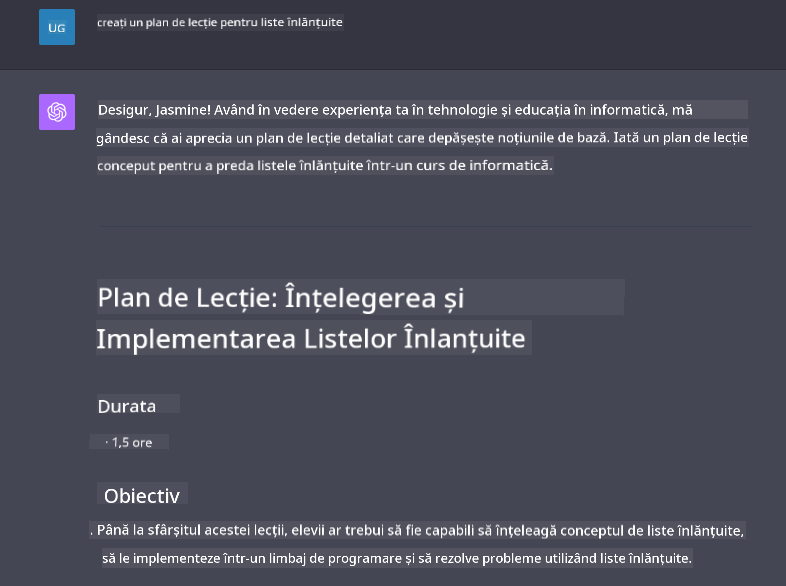 UG
creați un plan de lecție pentru liste înlănțuite
Desigur, Jasmine! Având în vedere experiența ta în tehnologie și educația în informatică, mă
gândesc că ai aprecia un plan de lecție detaliat care depășește noțiunile de bază. Iată un plan de lecție
conceput pentru a preda listele înlănțuite într-un curs de informatică.
Plan de Lecție: Înțelegerea și
Implementarea Listelor Înlanțuite
Durata
· 1,5 ore
Obiectiv
. Până la sfârșitul acestei lecții, elevii ar trebui să fie capabili să înțeleagă conceptul de liste înlănțuite,
să le implementeze într-un limbaj de programare și să rezolve probleme utilizând liste înlănțuite.